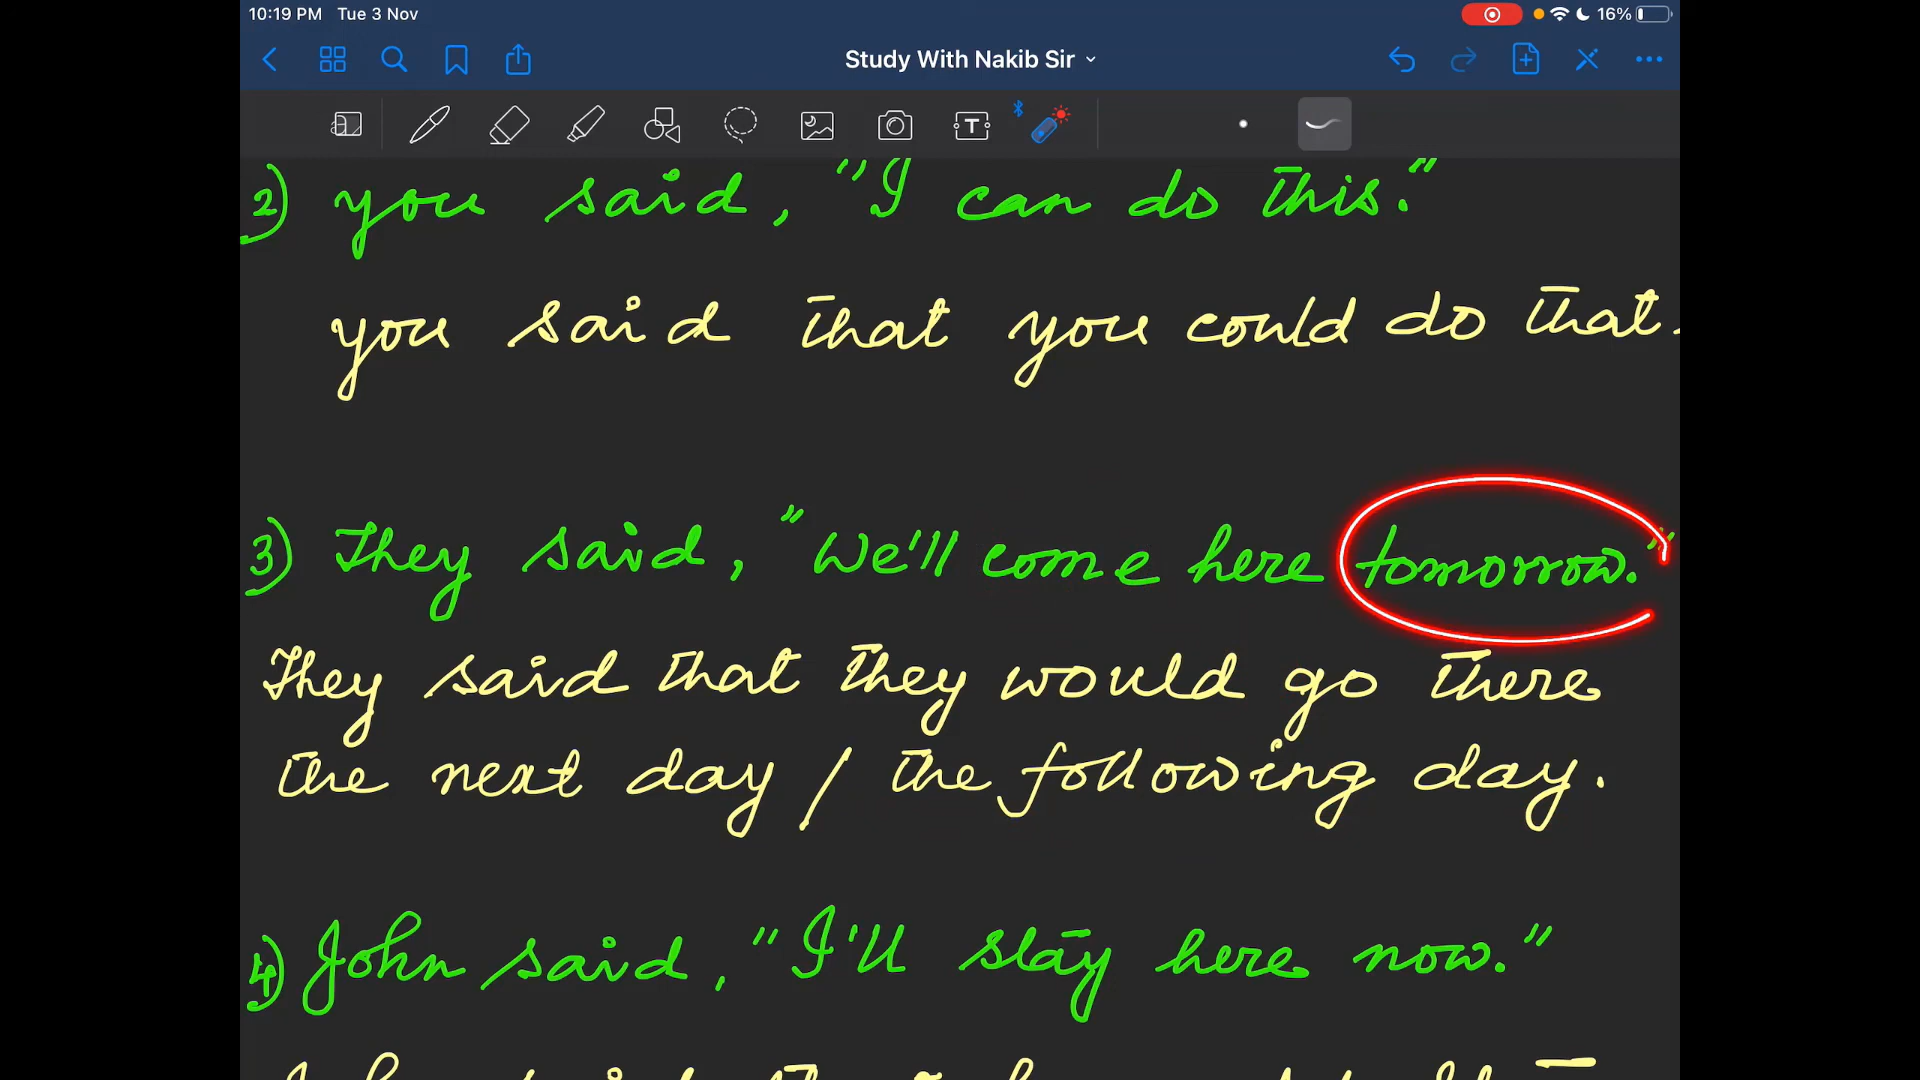 10:19 PM Tue 3 Nov 16%
Study With Nakib Sir
2) you said, "I can do this."
you said that you could do that.
3) They said, "We'll come here tomorrow."
They said that they would go there
the next day / the following day.
4) John said, "I'll stay here now."